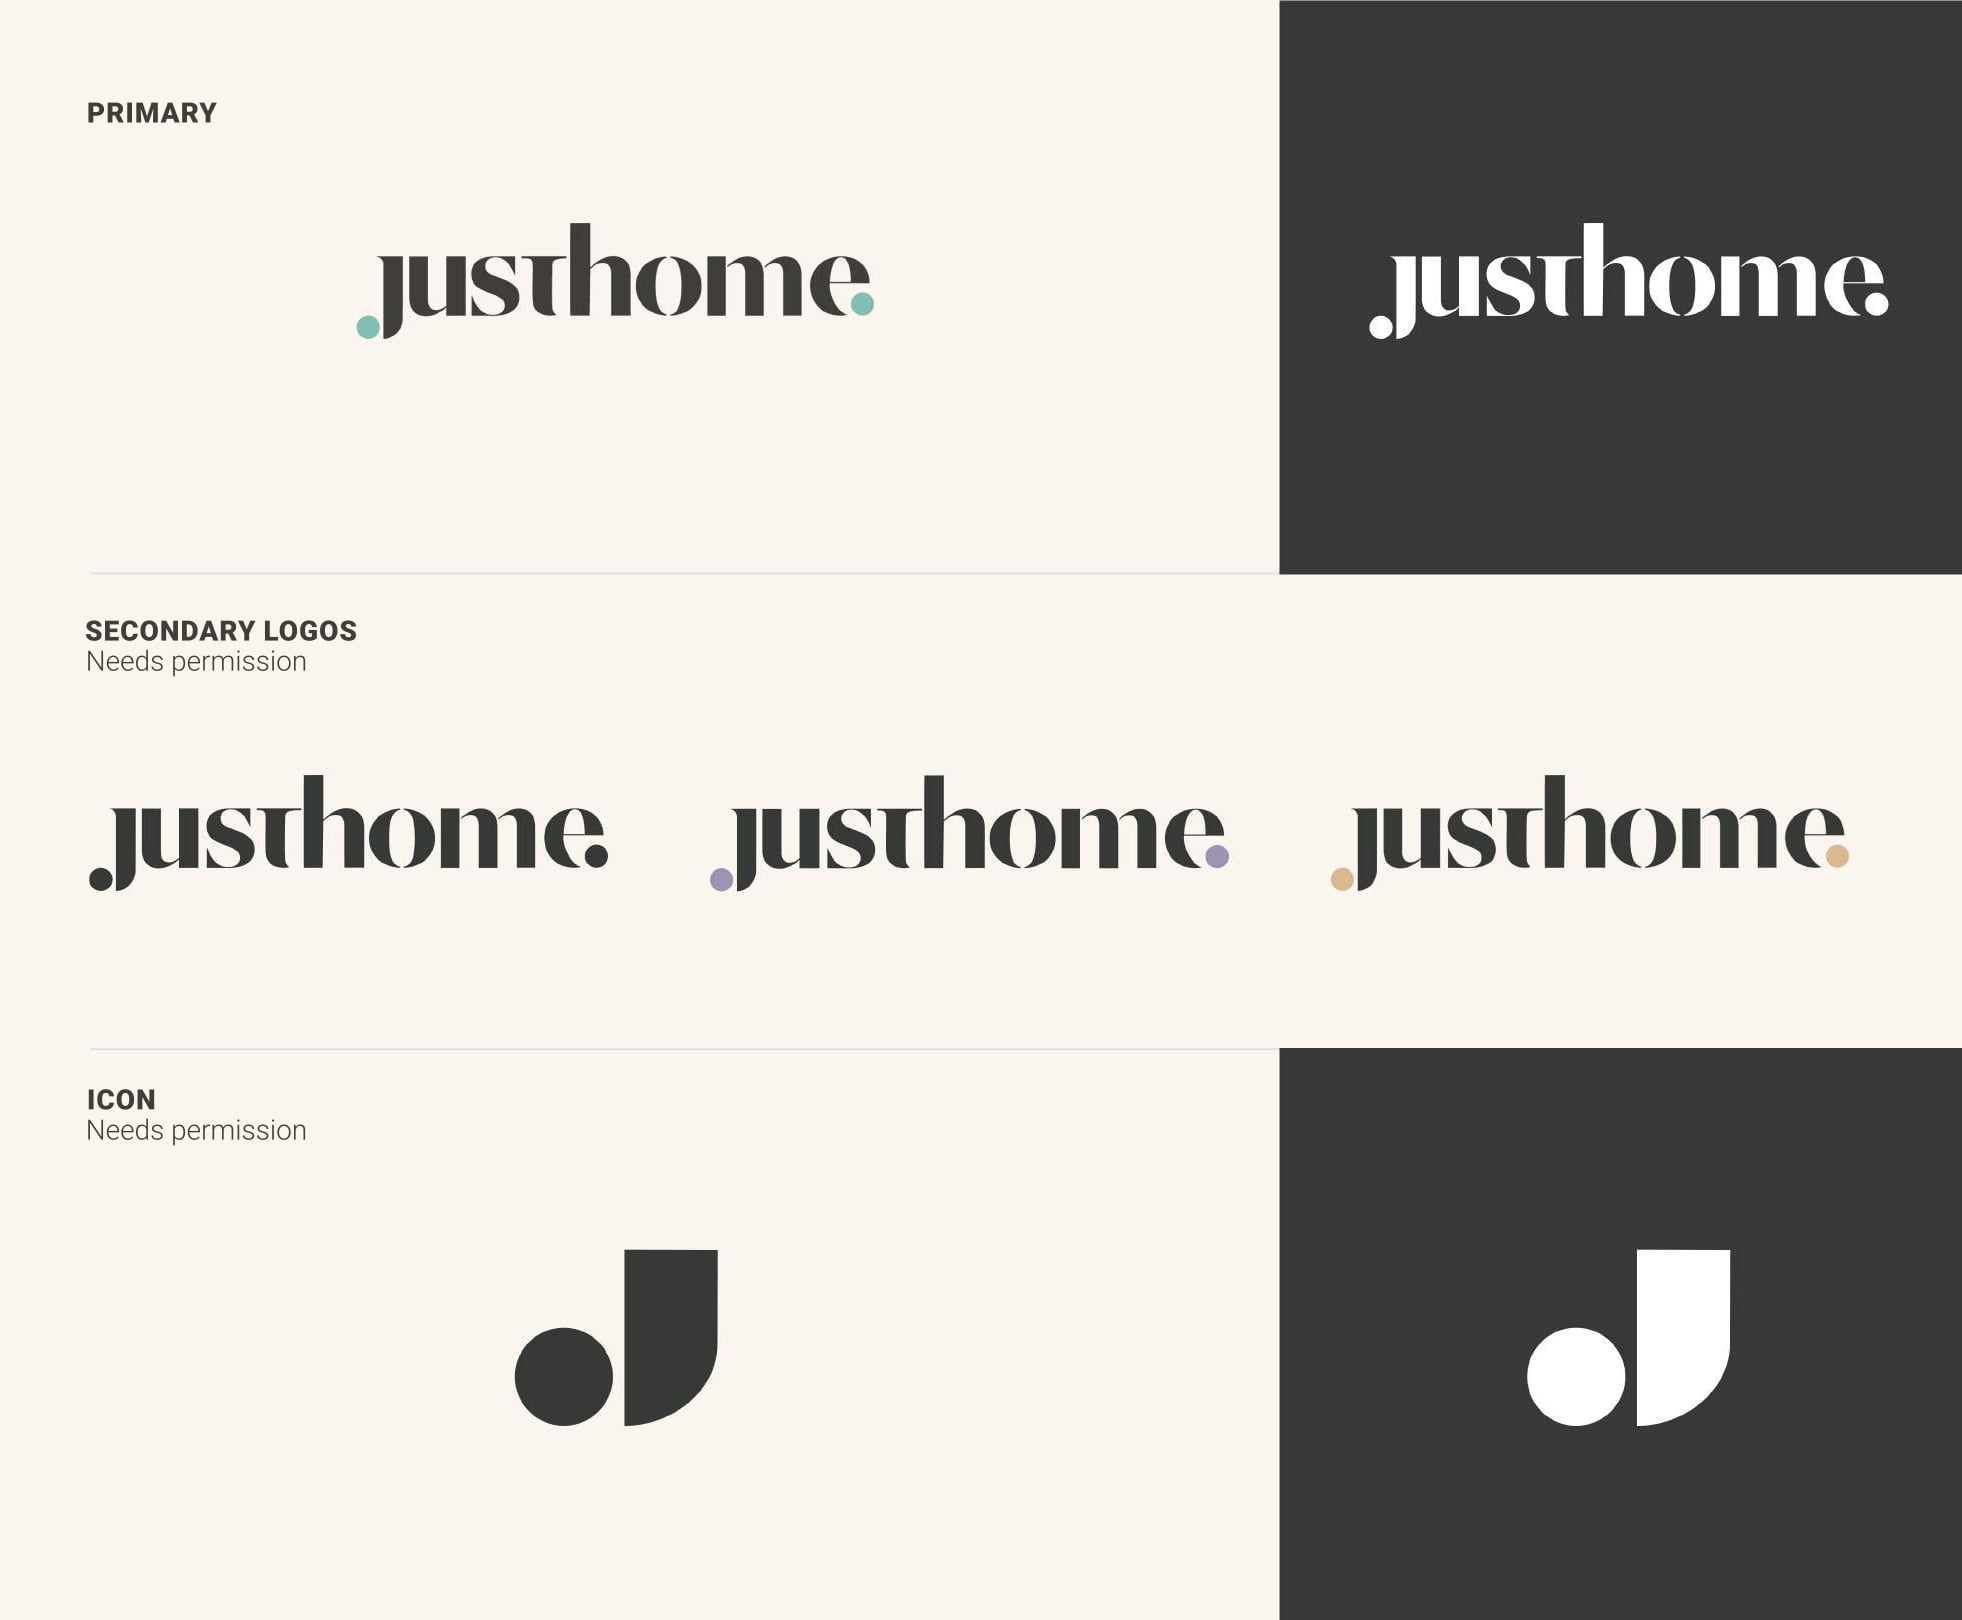 PRIMARY
justhome.
justhome.
SECONDARY LOGOS
Needs permission
justhome.
justhome.
justhome.
ICON
Needs permission
J
J